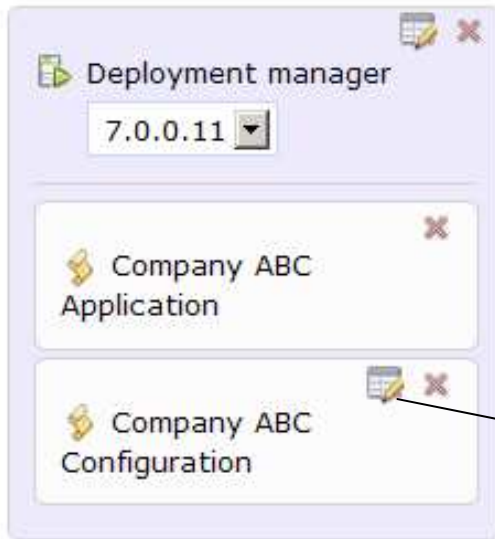 Deployment manager
7.0.0.11
Company ABC
Application
Company ABC
Configuration